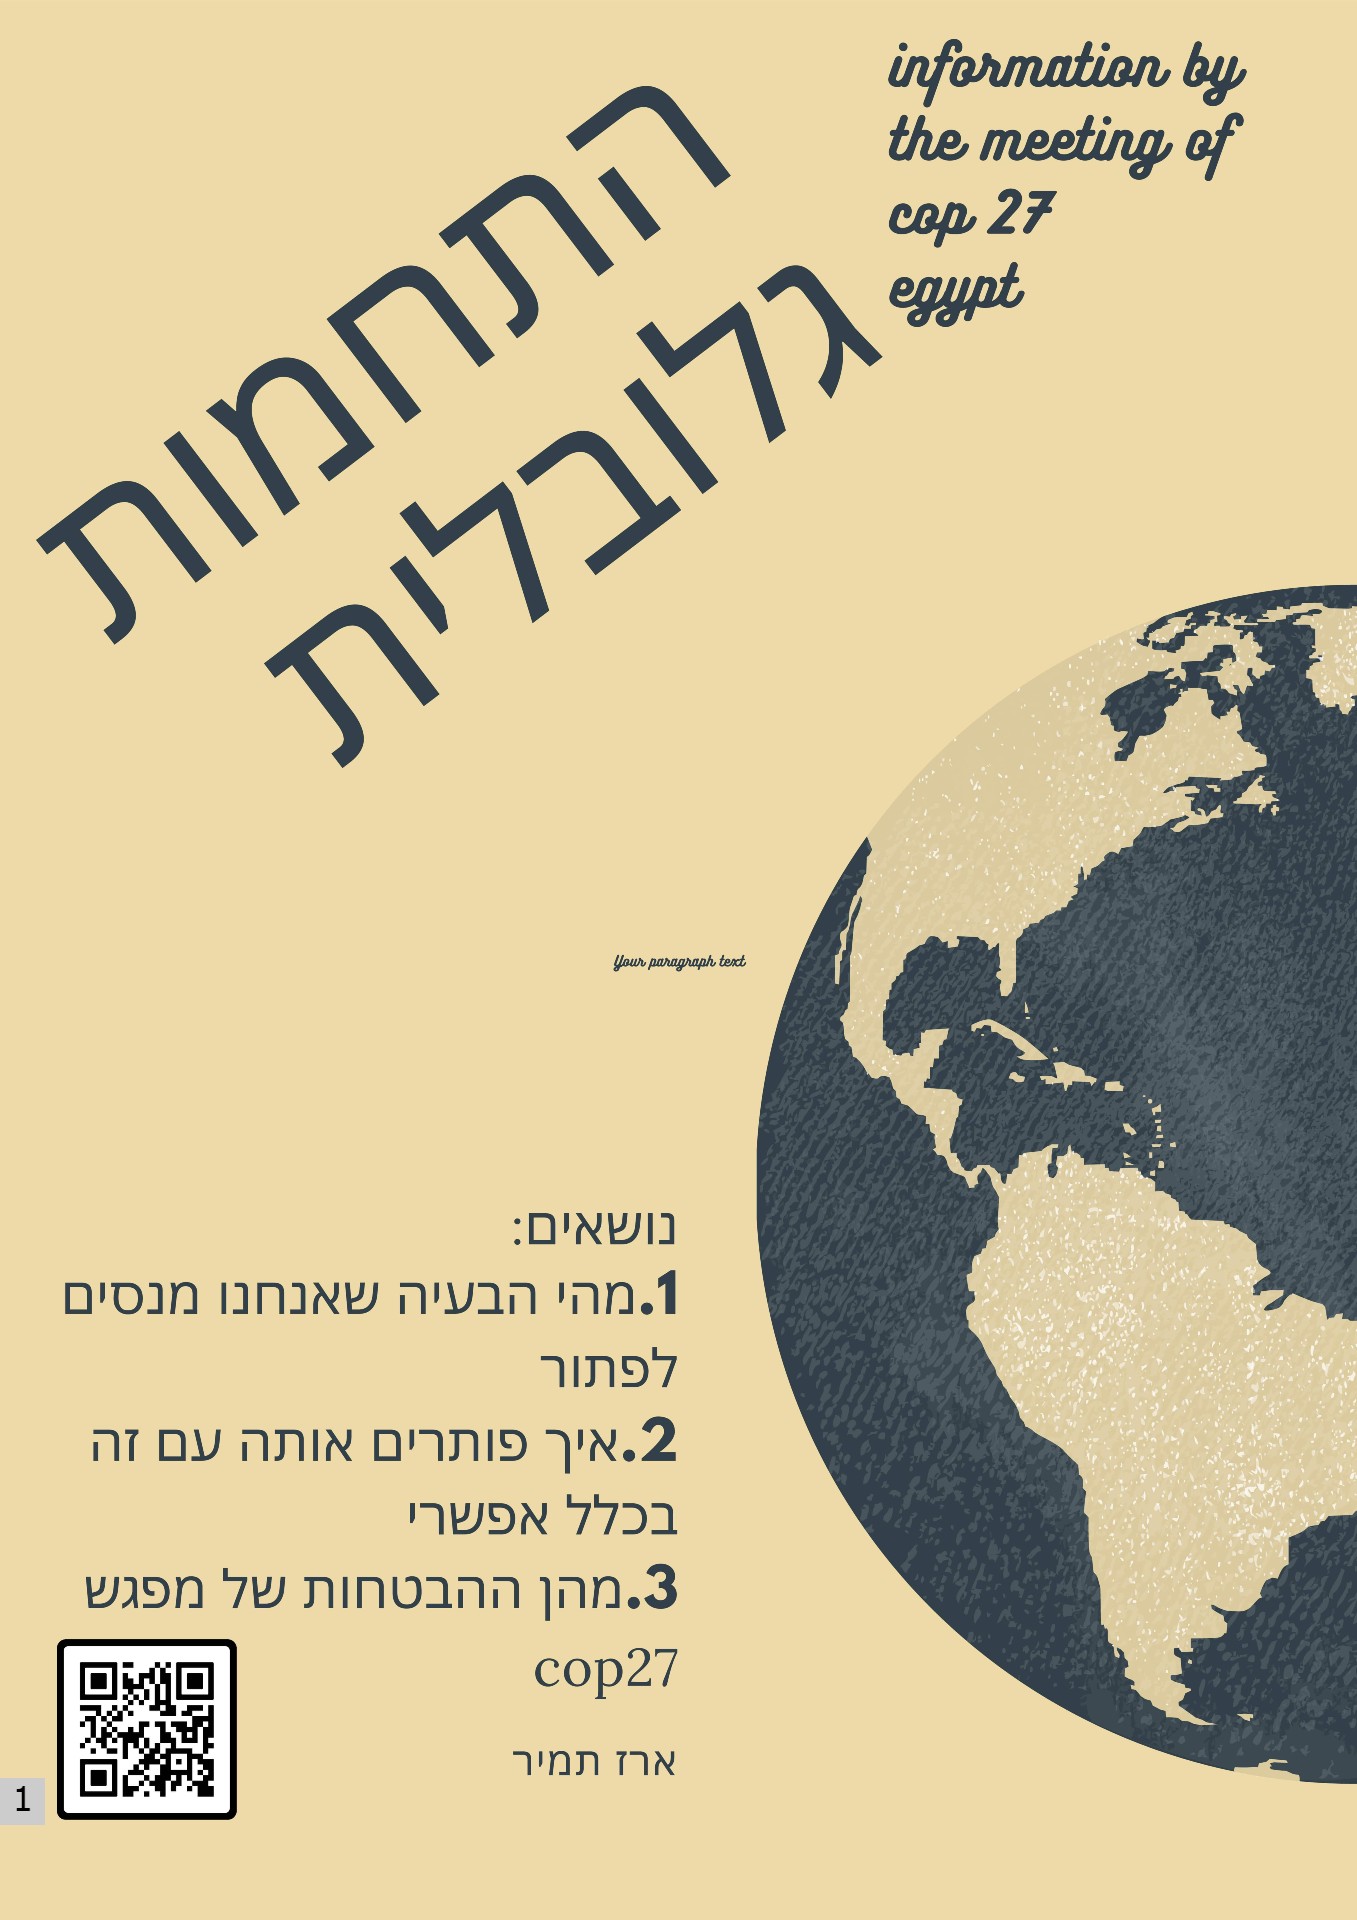 התחמות
גלובלית
information by
the meeting of
cop 27
egypt
Your paragraph text
נושאים:
1.מהי הבעיה שאנחנו מנסים
לפתור
2.איך פותרים אותה עם זה
בכלל אפשרי
3.מהן ההבטחות של מפגש
cop27
ארז תמיר
1